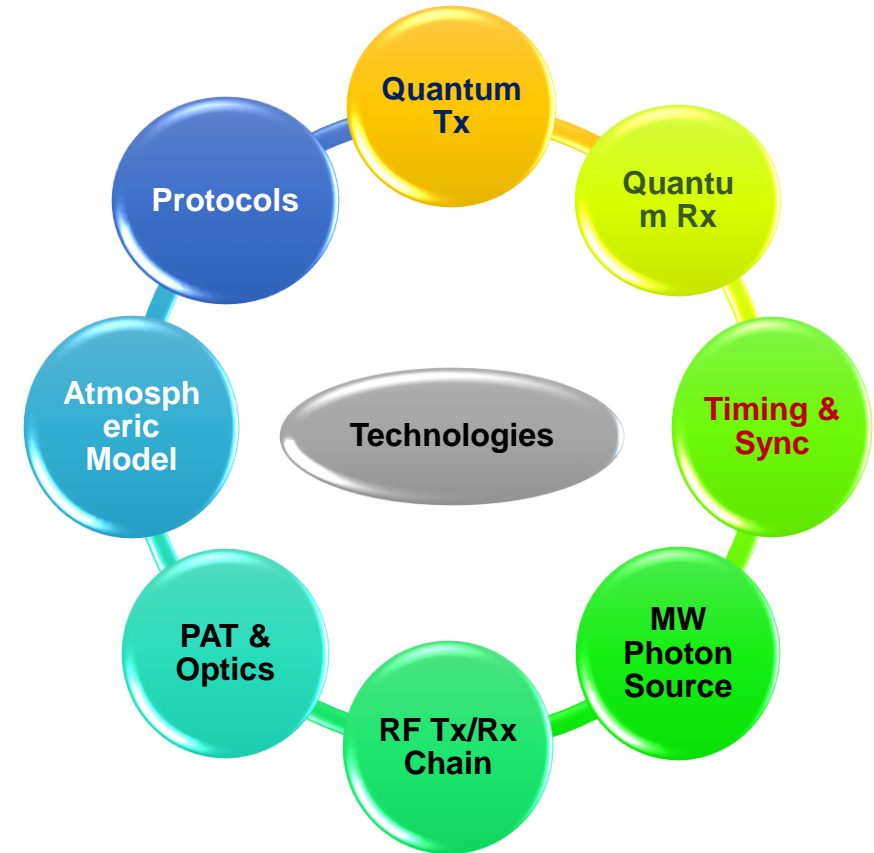 Quantum
Tx
Quantu
m Rx
Timing &
Sync
MW
Photon
Source
RF Tx/Rx
Chain
PAT &
Optics
Atmosph
eric
Model
Protocols
Technologies